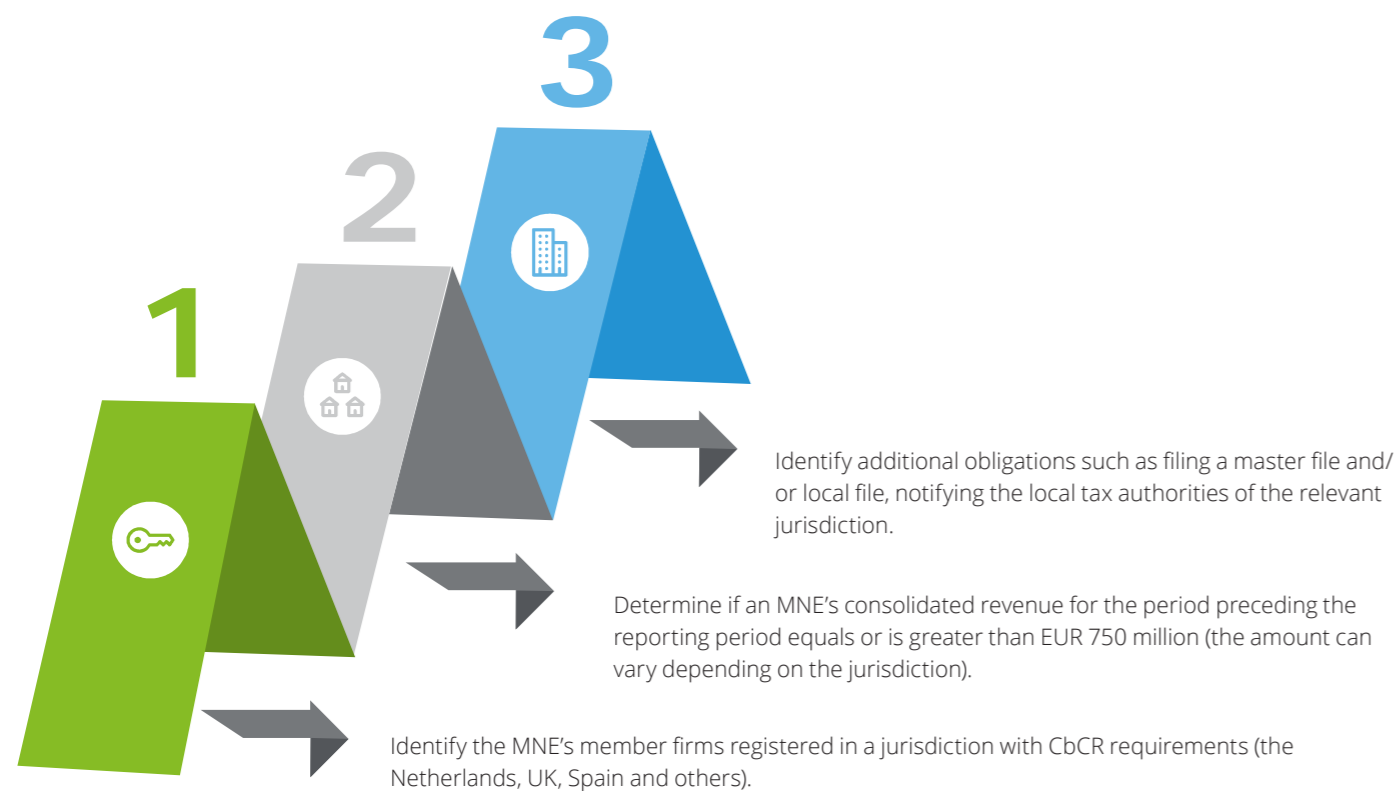 3
2
1
Identify additional obligations such as filing a master file and/
or local file, notifying the local tax authorities of the relevant
jurisdiction.
Determine if an MNE’s consolidated revenue for the period preceding the
reporting period equals or is greater than EUR 750 million (the amount can
vary depending on the jurisdiction).
Identify the MNE’s member firms registered in a jurisdiction with CbCR requirements (the
Netherlands, UK, Spain and others).